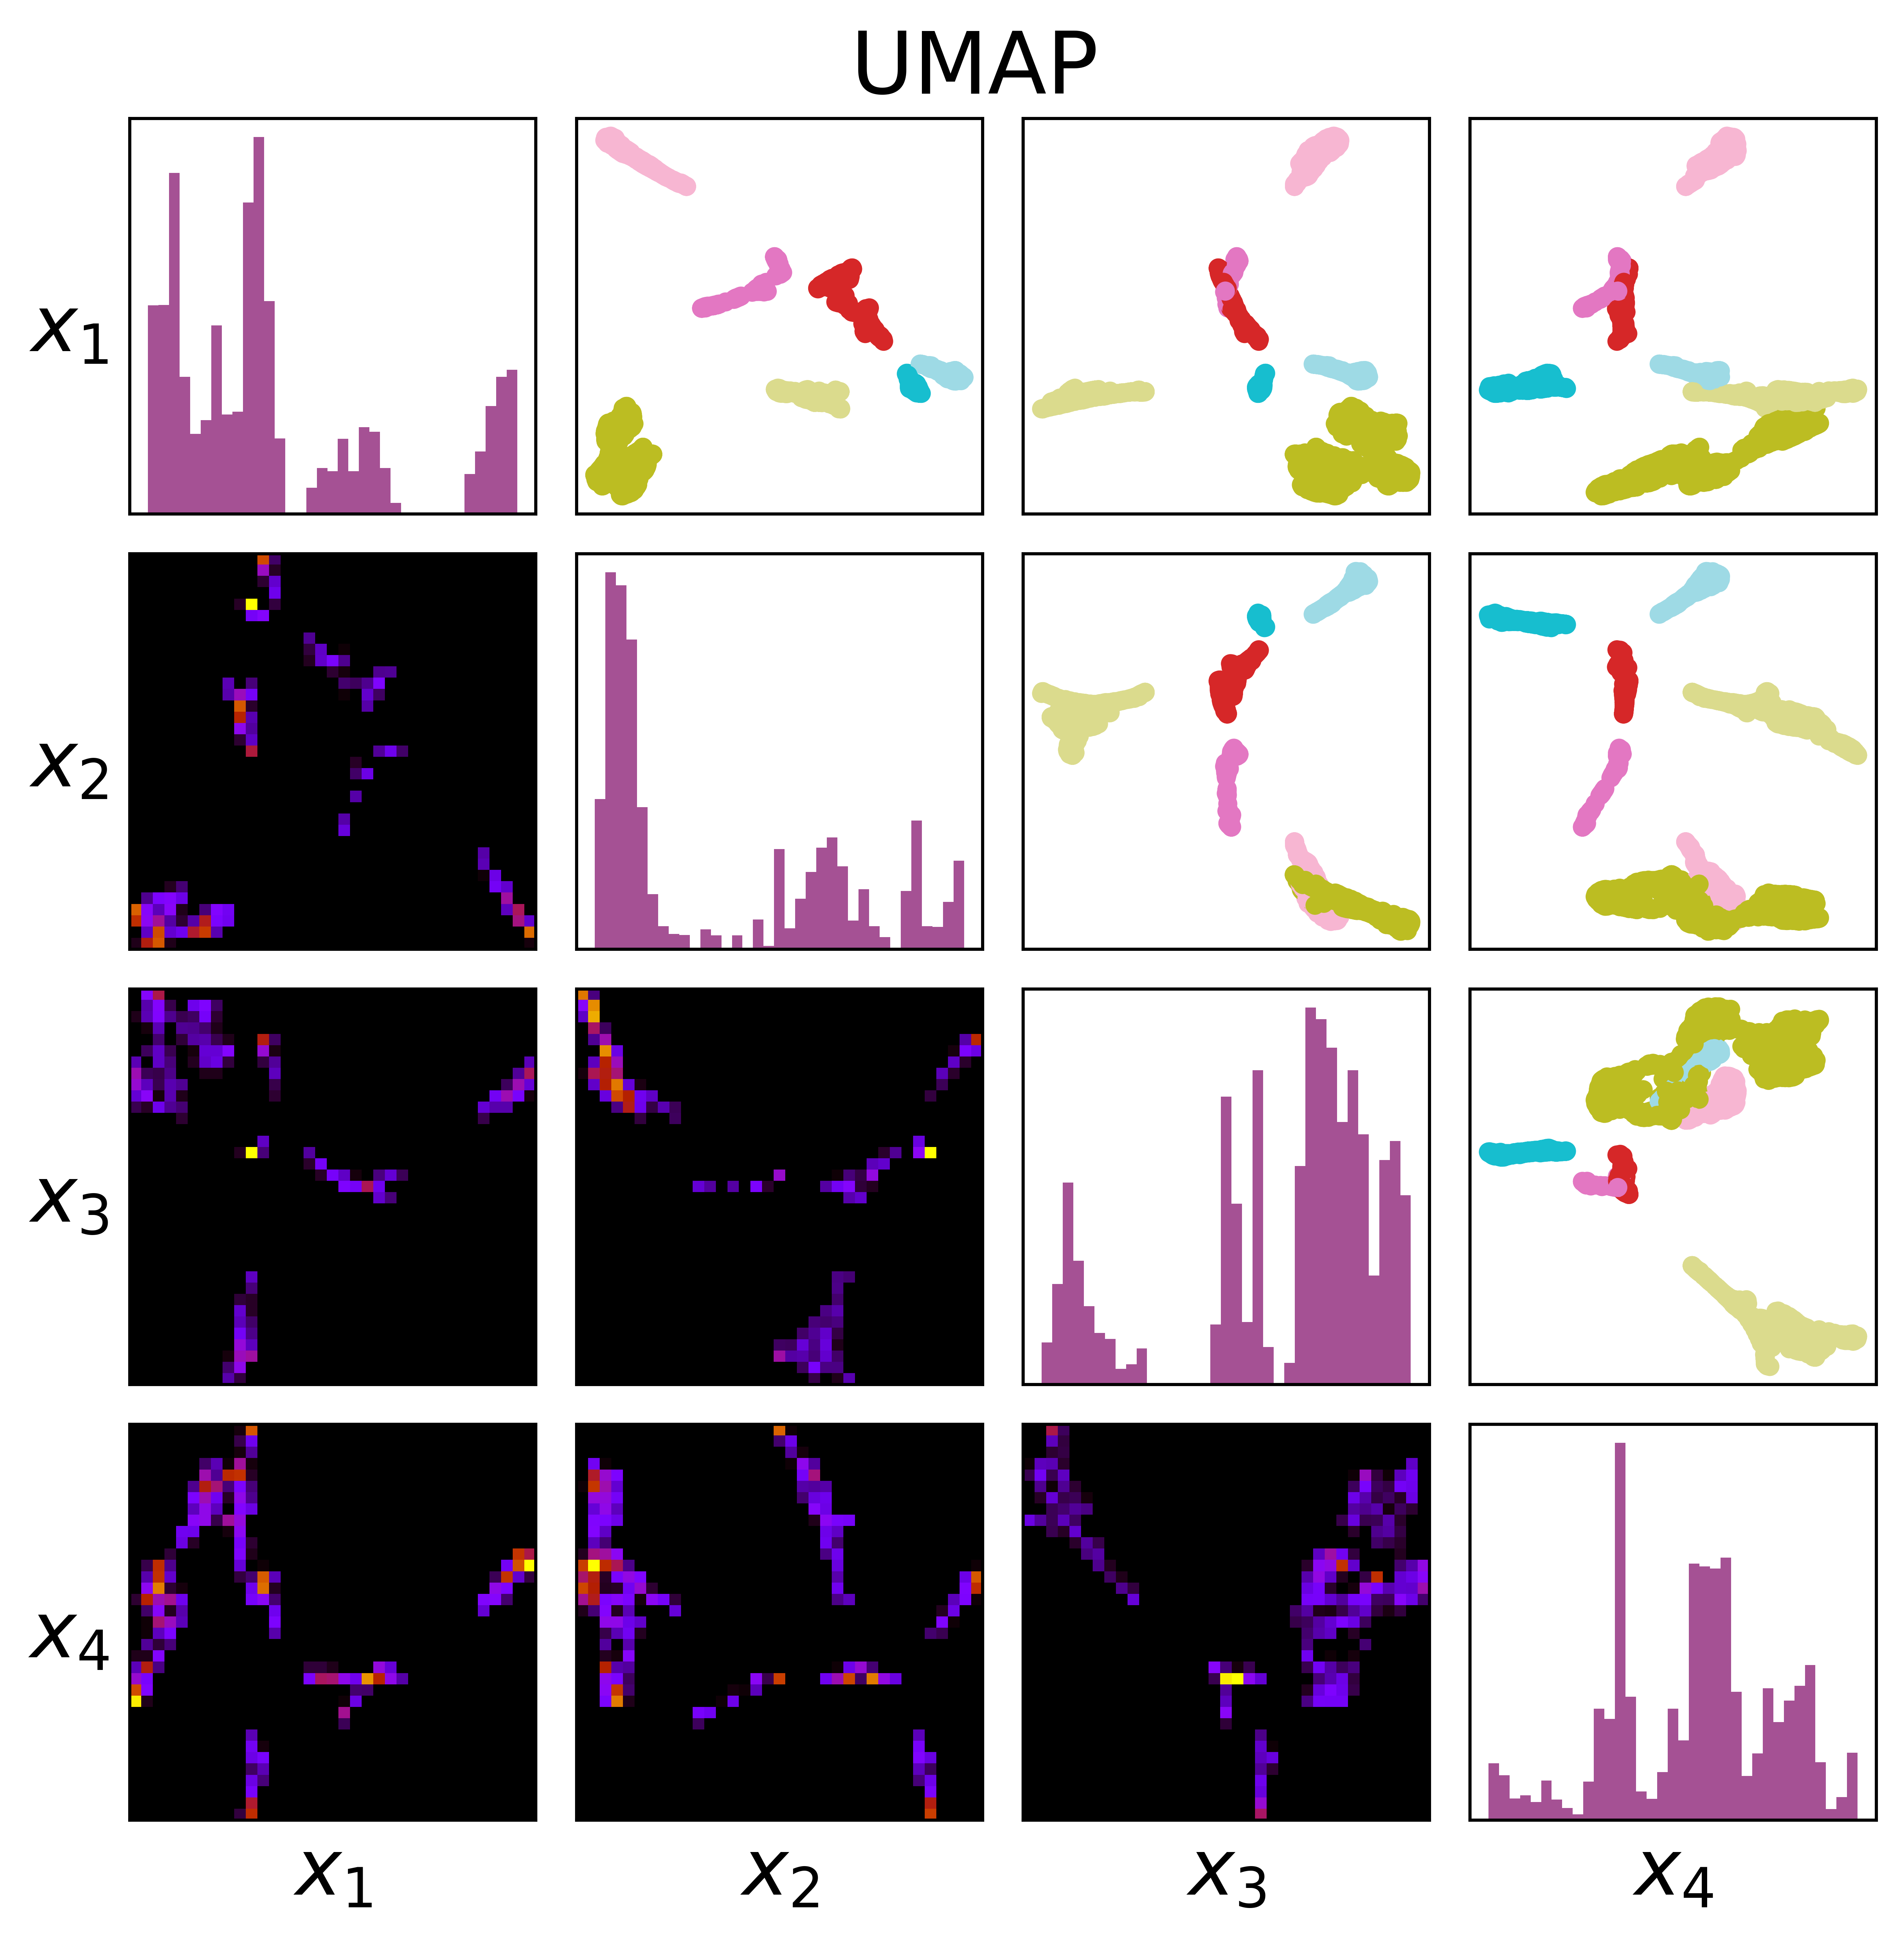 UMAP
x₁
x₂
x₃
x₄
x₁ x₂ x₃ x₄